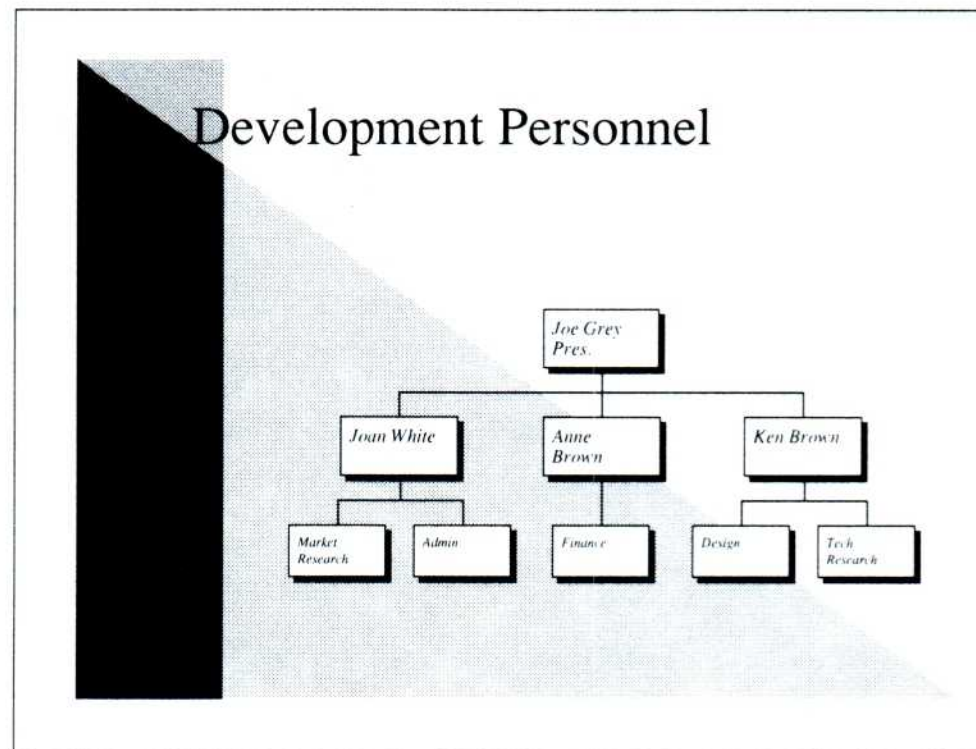 Development Personnel
Joe Grey
Pres.
Joan White
Anne
Brown
Ken Brown
Market
Research
Admin
Finance
Design
Tech
Research